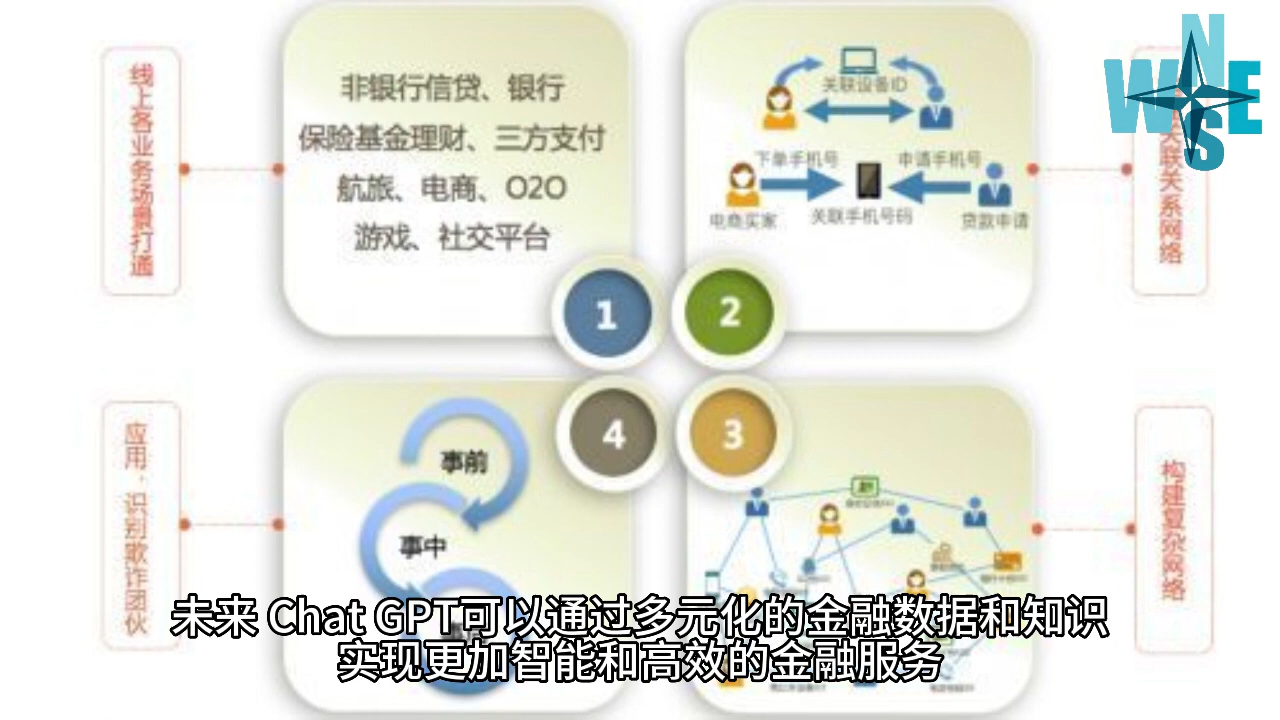 线上各业务场景打通
非银行信贷、银行
保险基金理财、三方支付
航旅、电商、O2O
游戏、社交平台
关联设备ID
下单手机号
申请手机号
电商买家
关联手机号码
贷款申请
关联关系网络
N
W E
S
1
2
4
3
应用，识别欺诈团伙
事前
事中
构建复杂网络
未来 Chat GPT可以通过多元化的金融数据和知识
实现更加智能和高效的金融服务